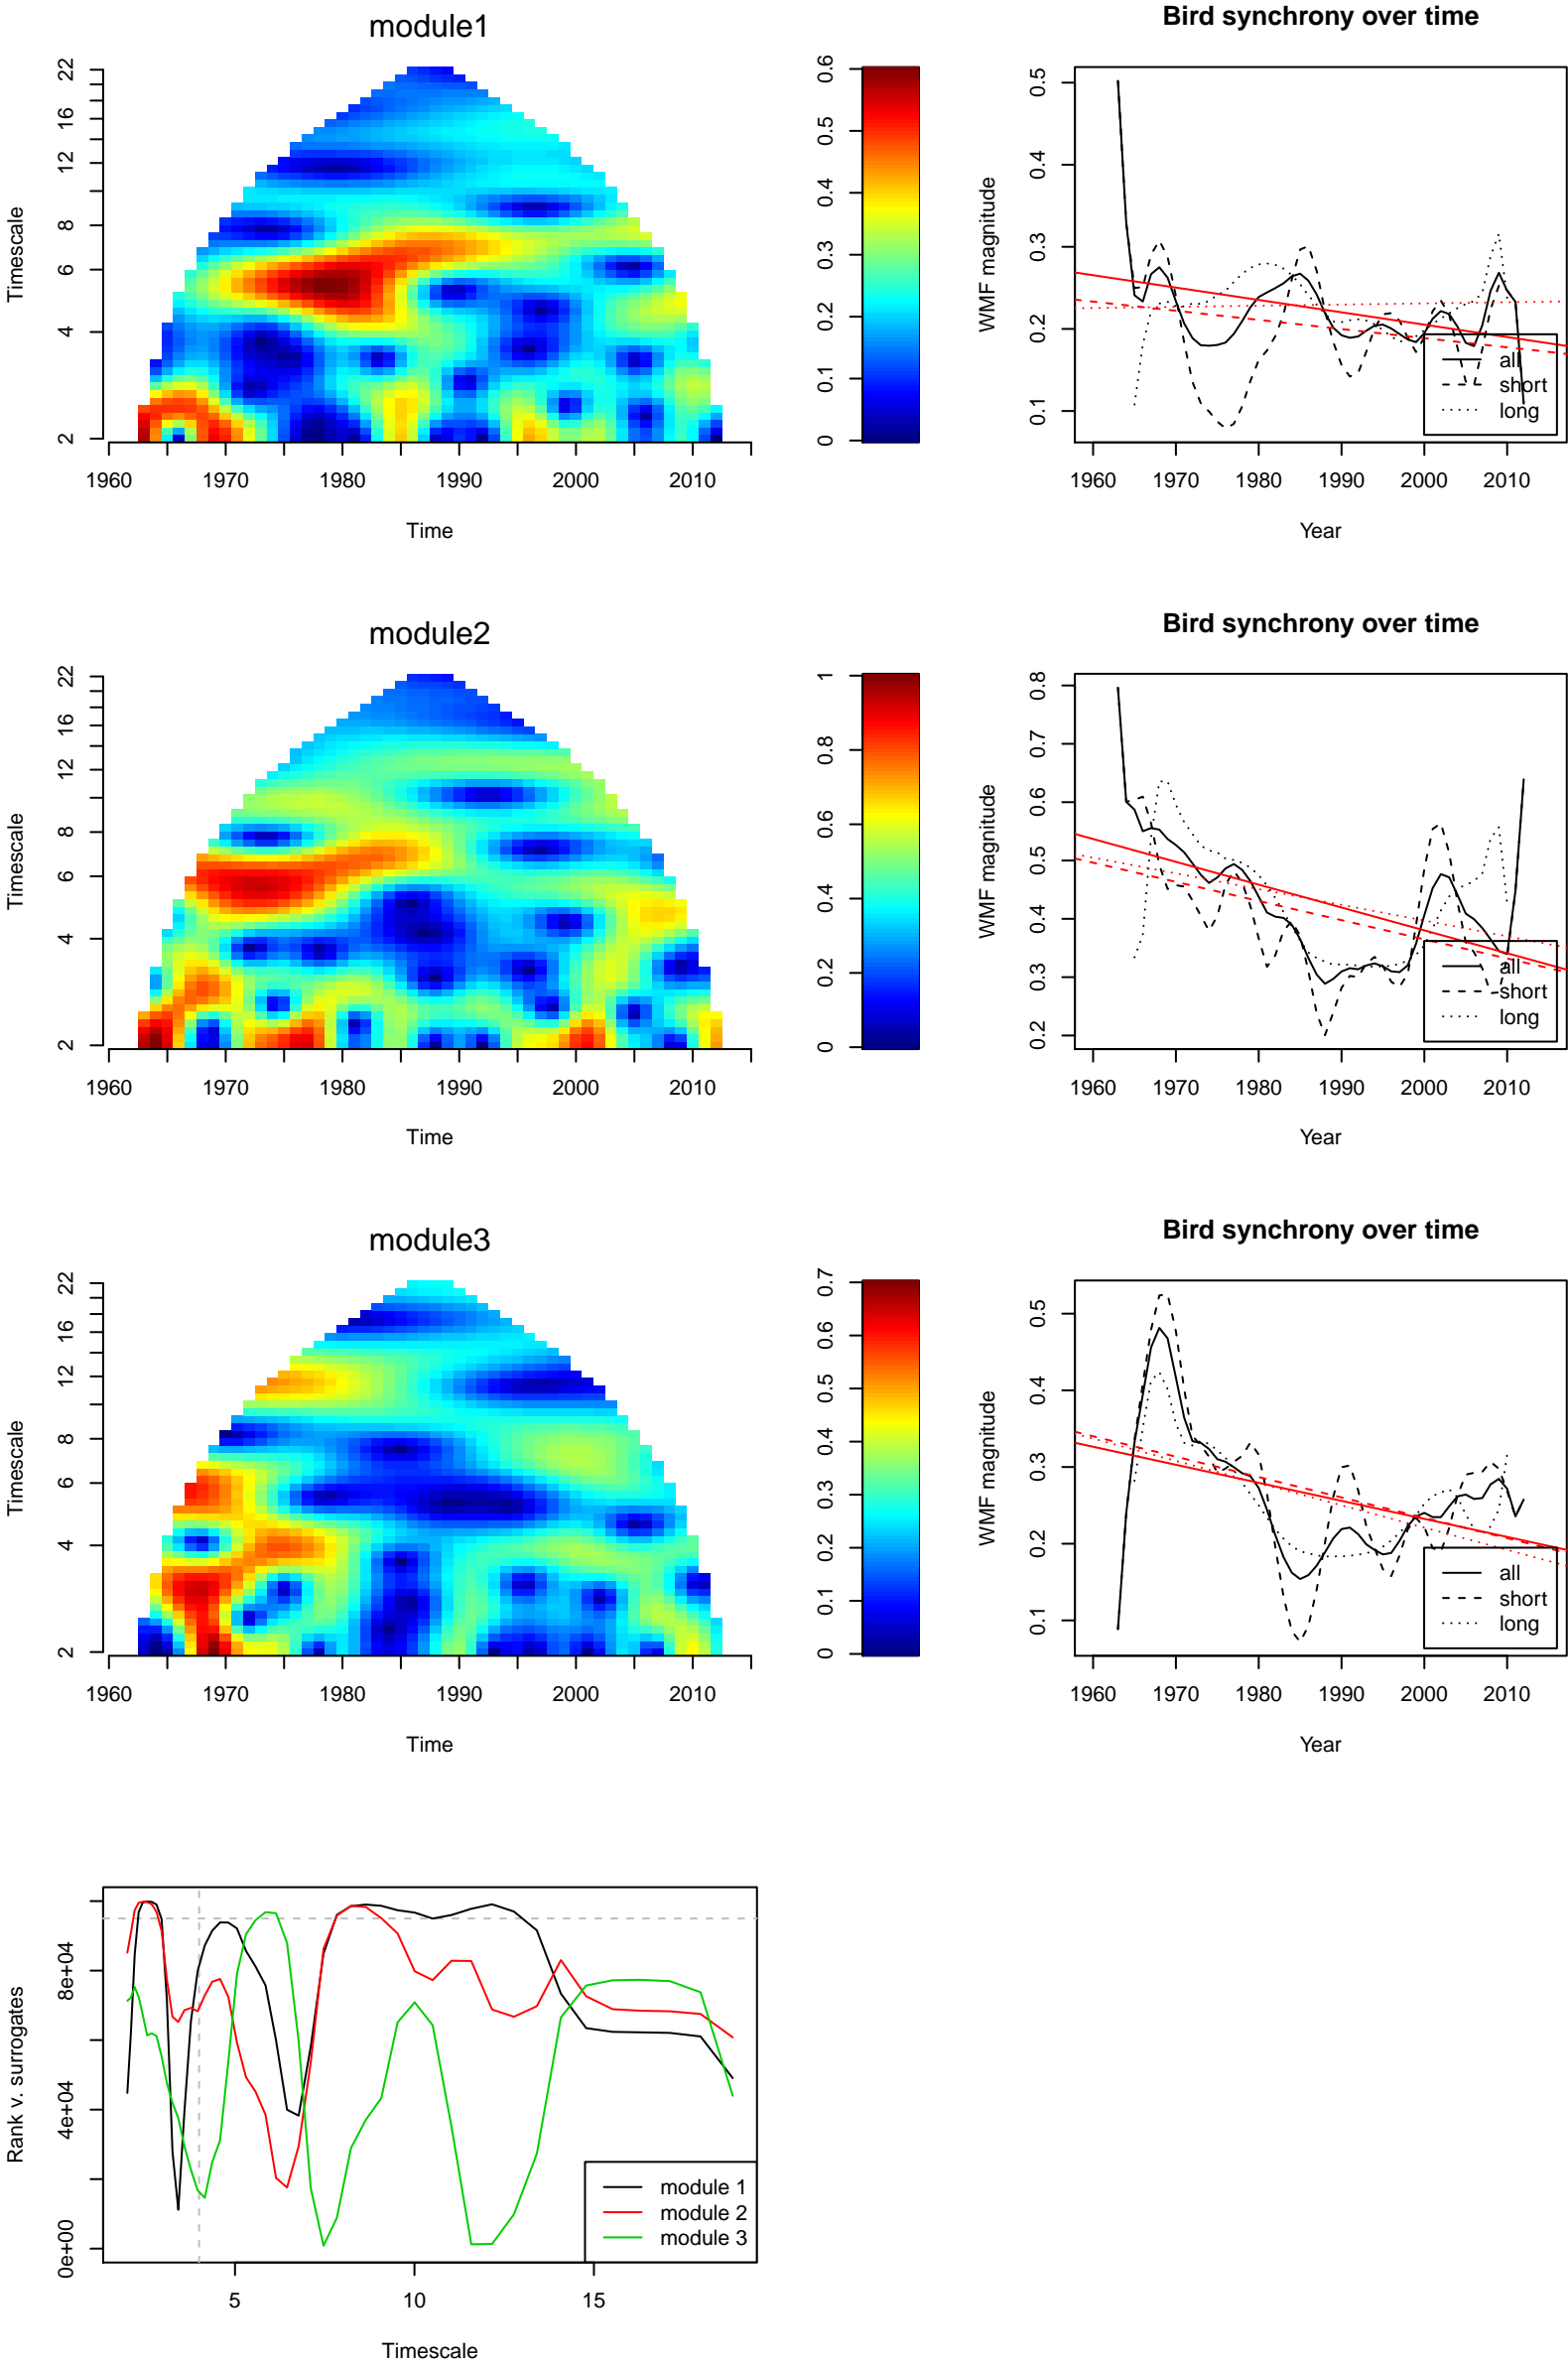 module1
Timescale
22
16
12
8
6
4
2
1960 1970 1980 1990 2000 2010
Time
0.6
0.5
0.4
0.3
0.2
0.1
0
Bird synchrony over time
WMF magnitude
0.5
0.4
0.3
0.2
0.1
all
short
long
1960 1970 1980 1990 2000 2010
Year
module2
Timescale
22
16
12
8
6
4
2
1960 1970 1980 1990 2000 2010
Time
1
0.8
0.6
0.4
0.2
0
Bird synchrony over time
WMF magnitude
0.8
0.7
0.6
0.5
0.4
0.3
0.2
all
short
long
1960 1970 1980 1990 2000 2010
Year
module3
Timescale
22
16
12
8
6
4
2
1960 1970 1980 1990 2000 2010
Time
0.7
0.6
0.5
0.4
0.3
0.2
0.1
0
Bird synchrony over time
WMF magnitude
0.5
0.4
0.3
0.2
0.1
all
short
long
1960 1970 1980 1990 2000 2010
Year
Rank v. surrogates
8e+04
4e+04
0e+00
module 1
module 2
module 3
5 10 15
Timescale